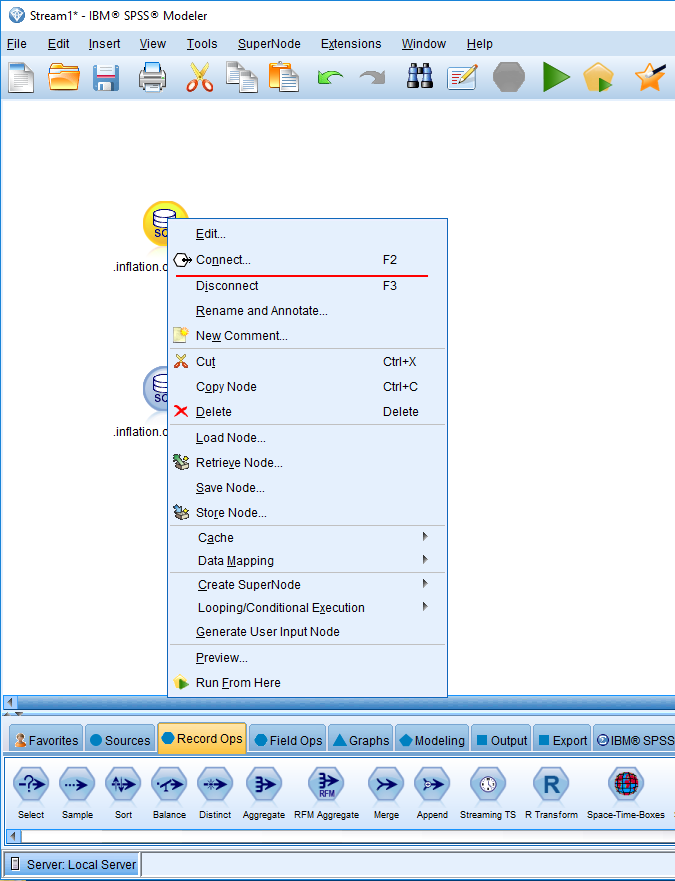 Stream1* - IBM® SPSS® Modeler
File Edit Insert View Tools SuperNode Extensions Window Help
SC
.inflation.c
SC
.inflation.c
Edit...
Connect... F2
Disconnect F3
Rename and Annotate...
New Comment...
Cut Ctrl+X
Copy Node Ctrl+C
Delete Delete
Load Node...
Retrieve Node...
Save Node...
Store Node...
Cache
Data Mapping
Create SuperNode
Looping/Conditional Execution
Generate User Input Node
Preview...
Run From Here
Favorites Sources Record Ops Field Ops Graphs Modeling Output Export IBM® SPSS
RFM R
Select Sample Sort Balance Distinct Aggregate RFM Aggregate Merge Append Streaming TS R Transform Space-Time-Boxes
Server: Local Server